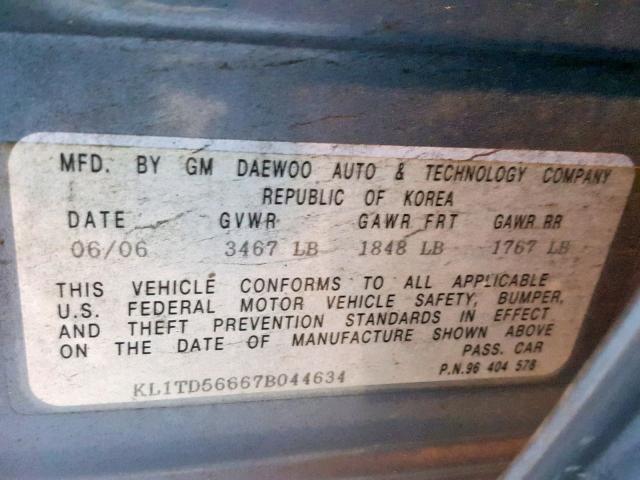 MFD. BY GM DAEWOO AUTO & TECHNOLOGY COMPANY
REPUBLIC OF KOREA
DATE GVWR GAWR FRT GAWR RR
06/06 3467 LB 1848 LB 1767 LB
THIS VEHICLE CONFORMS TO ALL APPLICABLE
U.S. FEDERAL MOTOR VEHICLE SAFETY, BUMPER,
AND THEFT PREVENTION STANDARDS IN EFFECT
ON THE DATE OF MANUFACTURE SHOWN ABOVE
PASS. CAR
KL1TD56667B044634
P.N.96 404 578